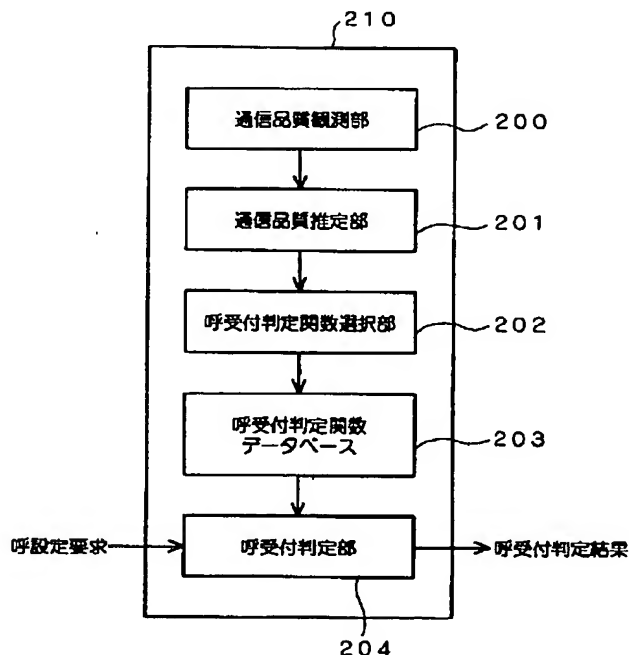 ２１０
通信品質観測部
２００
通信品質推定部
２０１
呼受付判定関数選択部
２０２
呼受付判定関数
データベース
２０３
呼設定要求
呼受付判定部
呼受付判定結果
２０４